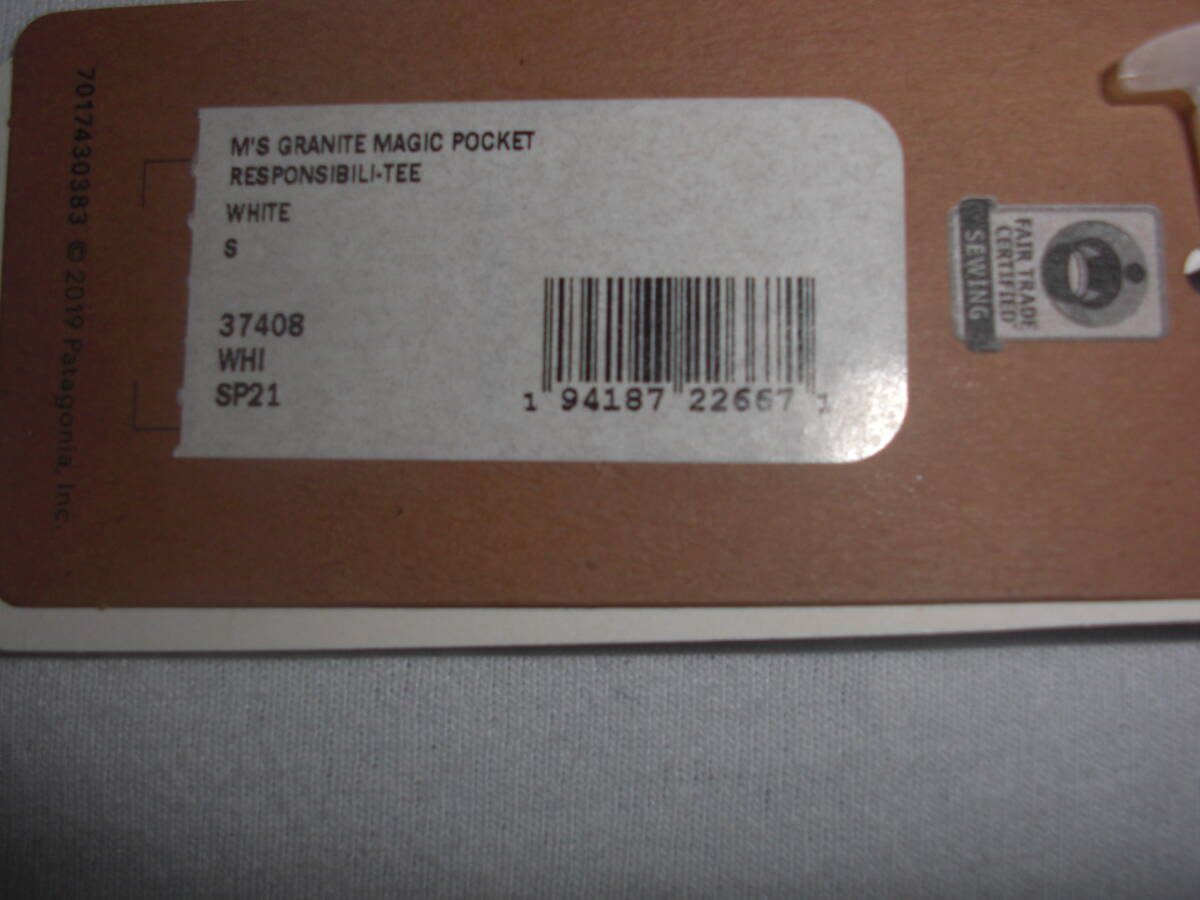 M'S GRANITE MAGIC POCKET
RESPONSIBILI-TEE
WHITE
S
37408
WHI
SP21
1 94187 22667 1
FAIR TRADE
CERTIFIED
SEWING
7017430383 © 2019 Patagonia, Inc.